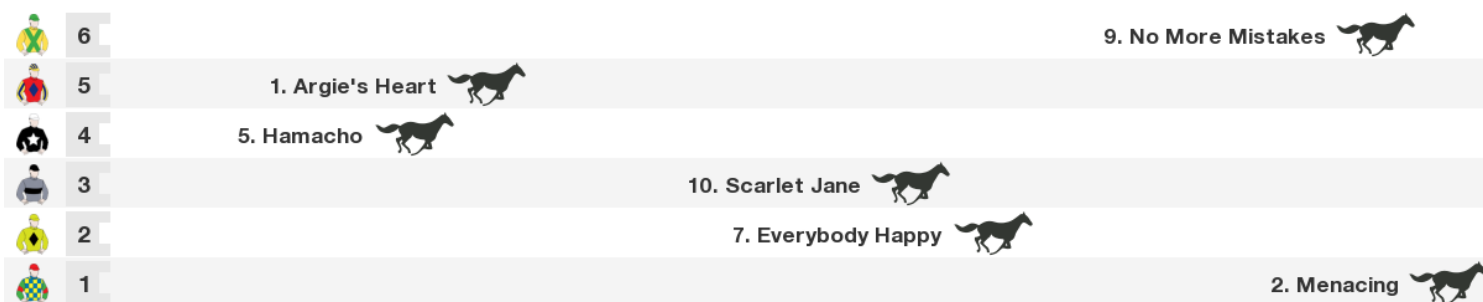 6 9. No More Mistakes
5 1. Argie's Heart
4 5. Hamacho
3 10. Scarlet Jane
2 7. Everybody Happy
1 2. Menacing